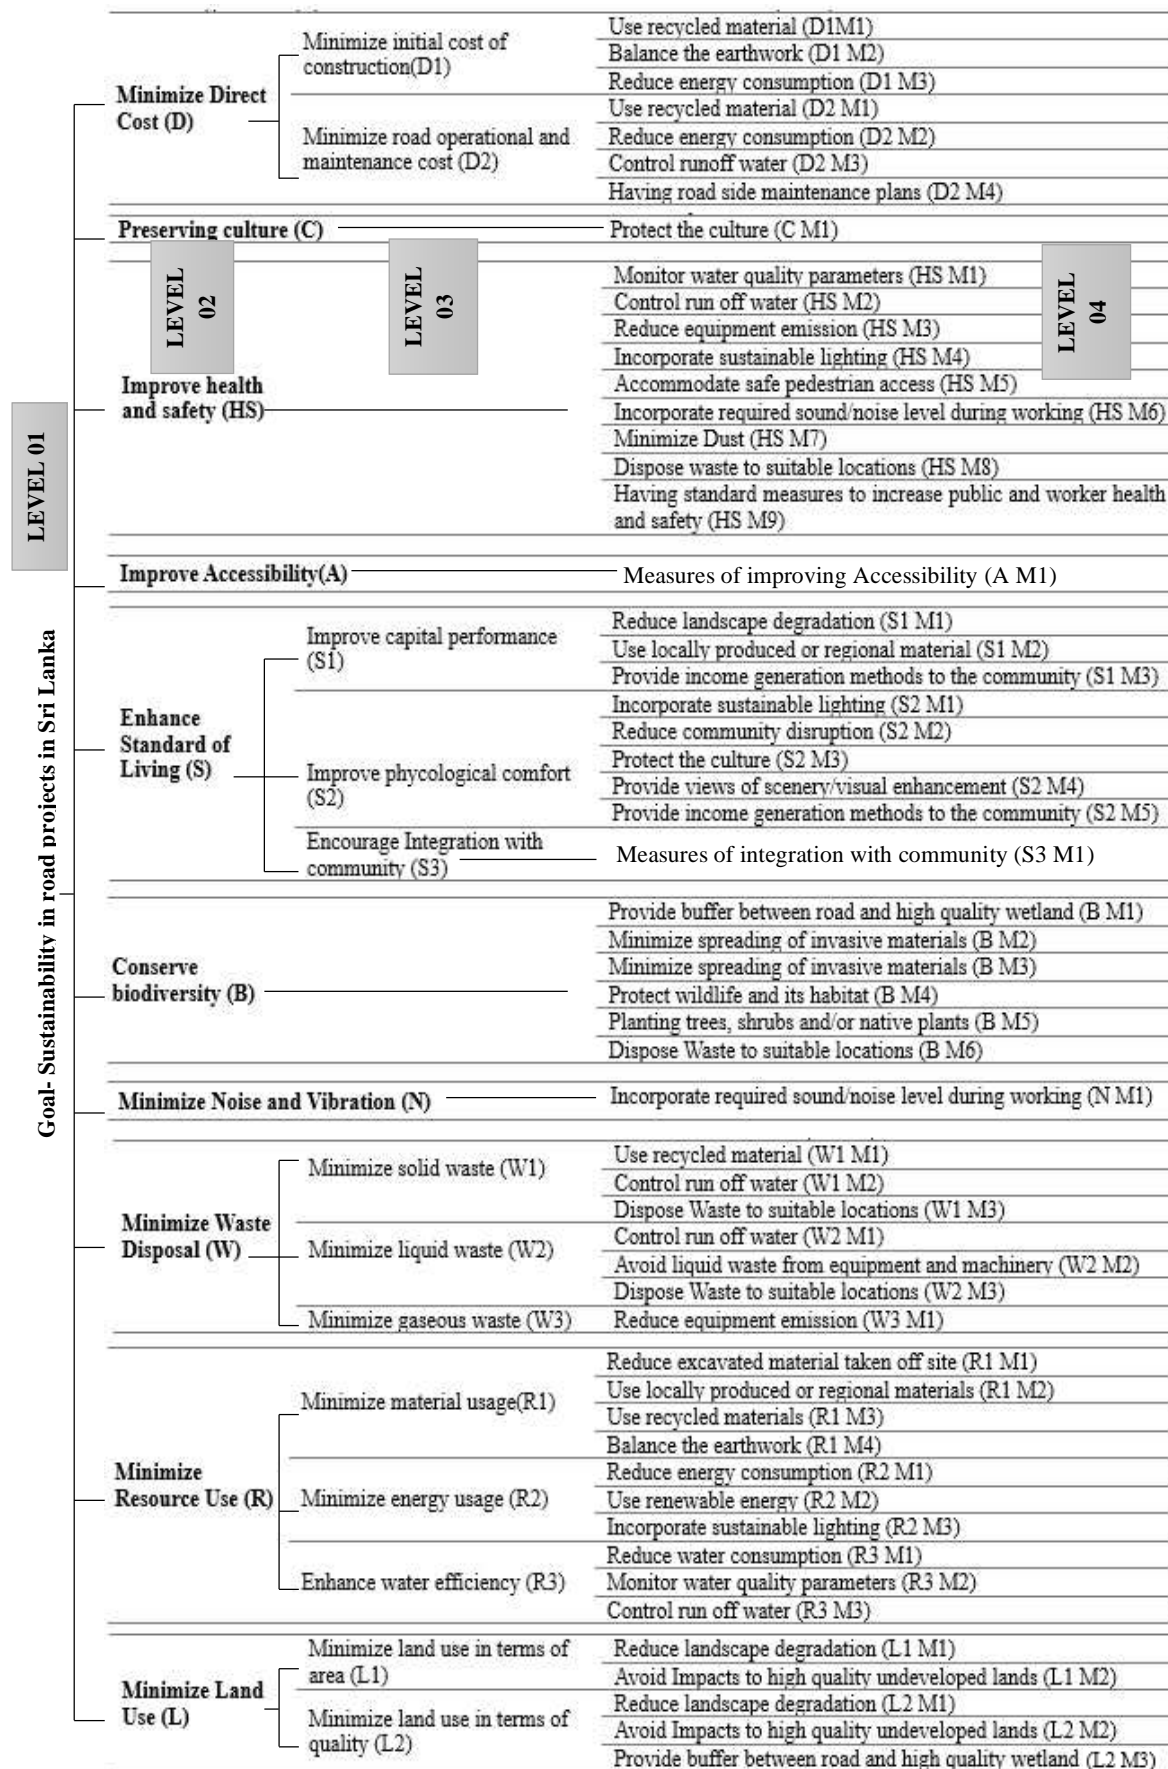 Minimize Direct
Cost (D)
Minimize initial cost of
construction(D1)
Use recycled material (D1M1)
Balance the earthwork (D1 M2)
Reduce energy consumption (D1 M3)
Minimize road operational and
maintenance cost (D2)
Use recycled material (D2 M1)
Reduce energy consumption (D2 M2)
Control runoff water (D2 M3)
Having road side maintenance plans (D2 M4)
Preserving culture (C)
Protect the culture (C M1)
LEVEL
02
LEVEL
03
LEVEL
04
Improve health
and safety (HS)
Monitor water quality parameters (HS M1)
Control run off water (HS M2)
Reduce equipment emission (HS M3)
Incorporate sustainable lighting (HS M4)
Accommodate safe pedestrian access (HS M5)
Incorporate required sound/noise level during working (HS M6)
Minimize Dust (HS M7)
Dispose waste to suitable locations (HS M8)
Having standard measures to increase public and worker health
and safety (HS M9)
LEVEL 01
Goal- Sustainability in road projects in Sri Lanka
Improve Accessibility(A)
Measures of improving Accessibility (A M1)
Enhance
Standard of
Living (S)
Improve capital performance
(S1)
Reduce landscape degradation (S1 M1)
Use locally produced or regional material (S1 M2)
Provide income generation methods to the community (S1 M3)
Improve phycological comfort
(S2)
Incorporate sustainable lighting (S2 M1)
Reduce community disruption (S2 M2)
Protect the culture (S2 M3)
Provide views of scenery/visual enhancement (S2 M4)
Provide income generation methods to the community (S2 M5)
Encourage Integration with
community (S3)
Measures of integration with community (S3 M1)
Conserve
biodiversity (B)
Provide buffer between road and high quality wetland (B M1)
Minimize spreading of invasive materials (B M2)
Minimize spreading of invasive materials (B M3)
Protect wildlife and its habitat (B M4)
Planting trees, shrubs and/or native plants (B M5)
Dispose Waste to suitable locations (B M6)
Minimize Noise and Vibration (N)
Incorporate required sound/noise level during working (N M1)
Minimize Waste
Disposal (W)
Minimize solid waste (W1)
Use recycled material (W1 M1)
Control run off water (W1 M2)
Dispose Waste to suitable locations (W1 M3)
Minimize liquid waste (W2)
Control run off water (W2 M1)
Avoid liquid waste from equipment and machinery (W2 M2)
Dispose Waste to suitable locations (W2 M3)
Minimize gaseous waste (W3)
Reduce equipment emission (W3 M1)
Minimize
Resource Use (R)
Minimize material usage(R1)
Reduce excavated material taken off site (R1 M1)
Use locally produced or regional materials (R1 M2)
Use recycled materials (R1 M3)
Balance the earthwork (R1 M4)
Minimize energy usage (R2)
Reduce energy consumption (R2 M1)
Use renewable energy (R2 M2)
Incorporate sustainable lighting (R2 M3)
Enhance water efficiency (R3)
Reduce water consumption (R3 M1)
Monitor water quality parameters (R3 M2)
Control run off water (R3 M3)
Minimize Land
Use (L)
Minimize land use in terms of
area (L1)
Reduce landscape degradation (L1 M1)
Avoid Impacts to high quality undeveloped lands (L1 M2)
Minimize land use in terms of
quality (L2)
Reduce landscape degradation (L2 M1)
Avoid Impacts to high quality undeveloped lands (L2 M2)
Provide buffer between road and high quality wetland (L2 M3)